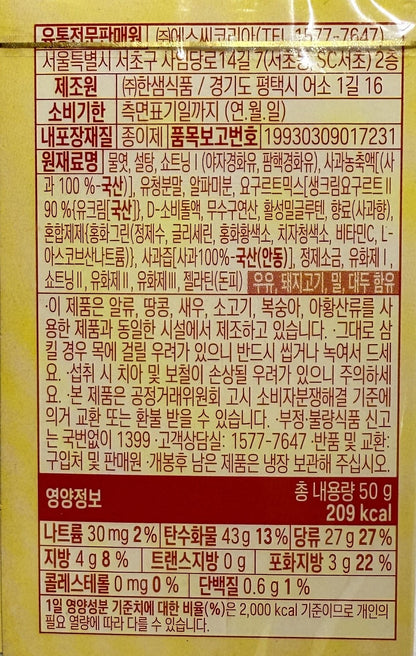 유통전문판매원 (주)에스씨코리아(TEL.1577-7647)
서울특별시 서초구 사임당로14길 7(서초동, SC서초) 2층
제조원 (주)한샘식품 / 경기도 평택시 어소 1길 16
소비기한 측면표기일까지 (연.월.일)
내포장재질 종이제 품목보고번호 19930309017231
원재료명 물엿, 설탕, 쇼트닝Ⅰ(야자경화유, 팜핵경화유), 사과농축액[(사
과 100 %-국산)], 유청분말, 알파미분, 요구르트믹스[생크림요구르트Ⅱ
90 %{유크림[국산]}, D-소비톨액, 무수구연산, 활성밀글루텐, 향료(사과향),
혼합제제{홍화그린(정제수, 글리세린, 홍화황색소, 치자청색소, 비타민C, L-
아스코브산나트륨)}, 사과즙[사과100%-국산(안동)], 정제소금, 유화제Ⅰ,
쇼트닝Ⅱ, 유화제Ⅱ, 유화제Ⅲ, 젤라틴(돈피) 우유, 돼지고기, 밀, 대두 함유
·이 제품은 알류, 땅콩, 새우, 소고기, 복숭아, 아황산류를 사
용한 제품과 동일한 시설에서 제조하고 있습니다. ·그대로 삼
킬 경우 목에 걸릴 우려가 있으니 반드시 씹거나 녹여서 드세
요. ·섭취 시 치아 및 보철이 손상될 우려가 있으니 주의하세
요. ·본 제품은 공정거래위원회 고시 소비자분쟁해결 기준에
의거 교환 또는 환불 받을 수 있습니다. ·부정·불량식품 신고
는 국번없이 1399 ·고객상담실: 1577-7647 ·반품 및 교환:
구입처 및 판매원 ·개봉후 남은 제품은 냉장 보관해 주십시오.
영양정보 총 내용량 50 g
209 kcal
나트륨 30 mg 2 % 탄수화물 43g 13 % 당류 27 g 27 %
지방 4 g 8 % 트랜스지방 0 g 포화지방 3 g 22 %
콜레스테롤 0 mg 0 % 단백질 0.6 g 1 %
1일 영양성분 기준치에 대한 비율(%)은 2,000 kcal 기준이므로 개인의
필요 열량에 따라 다를 수 있습니다.